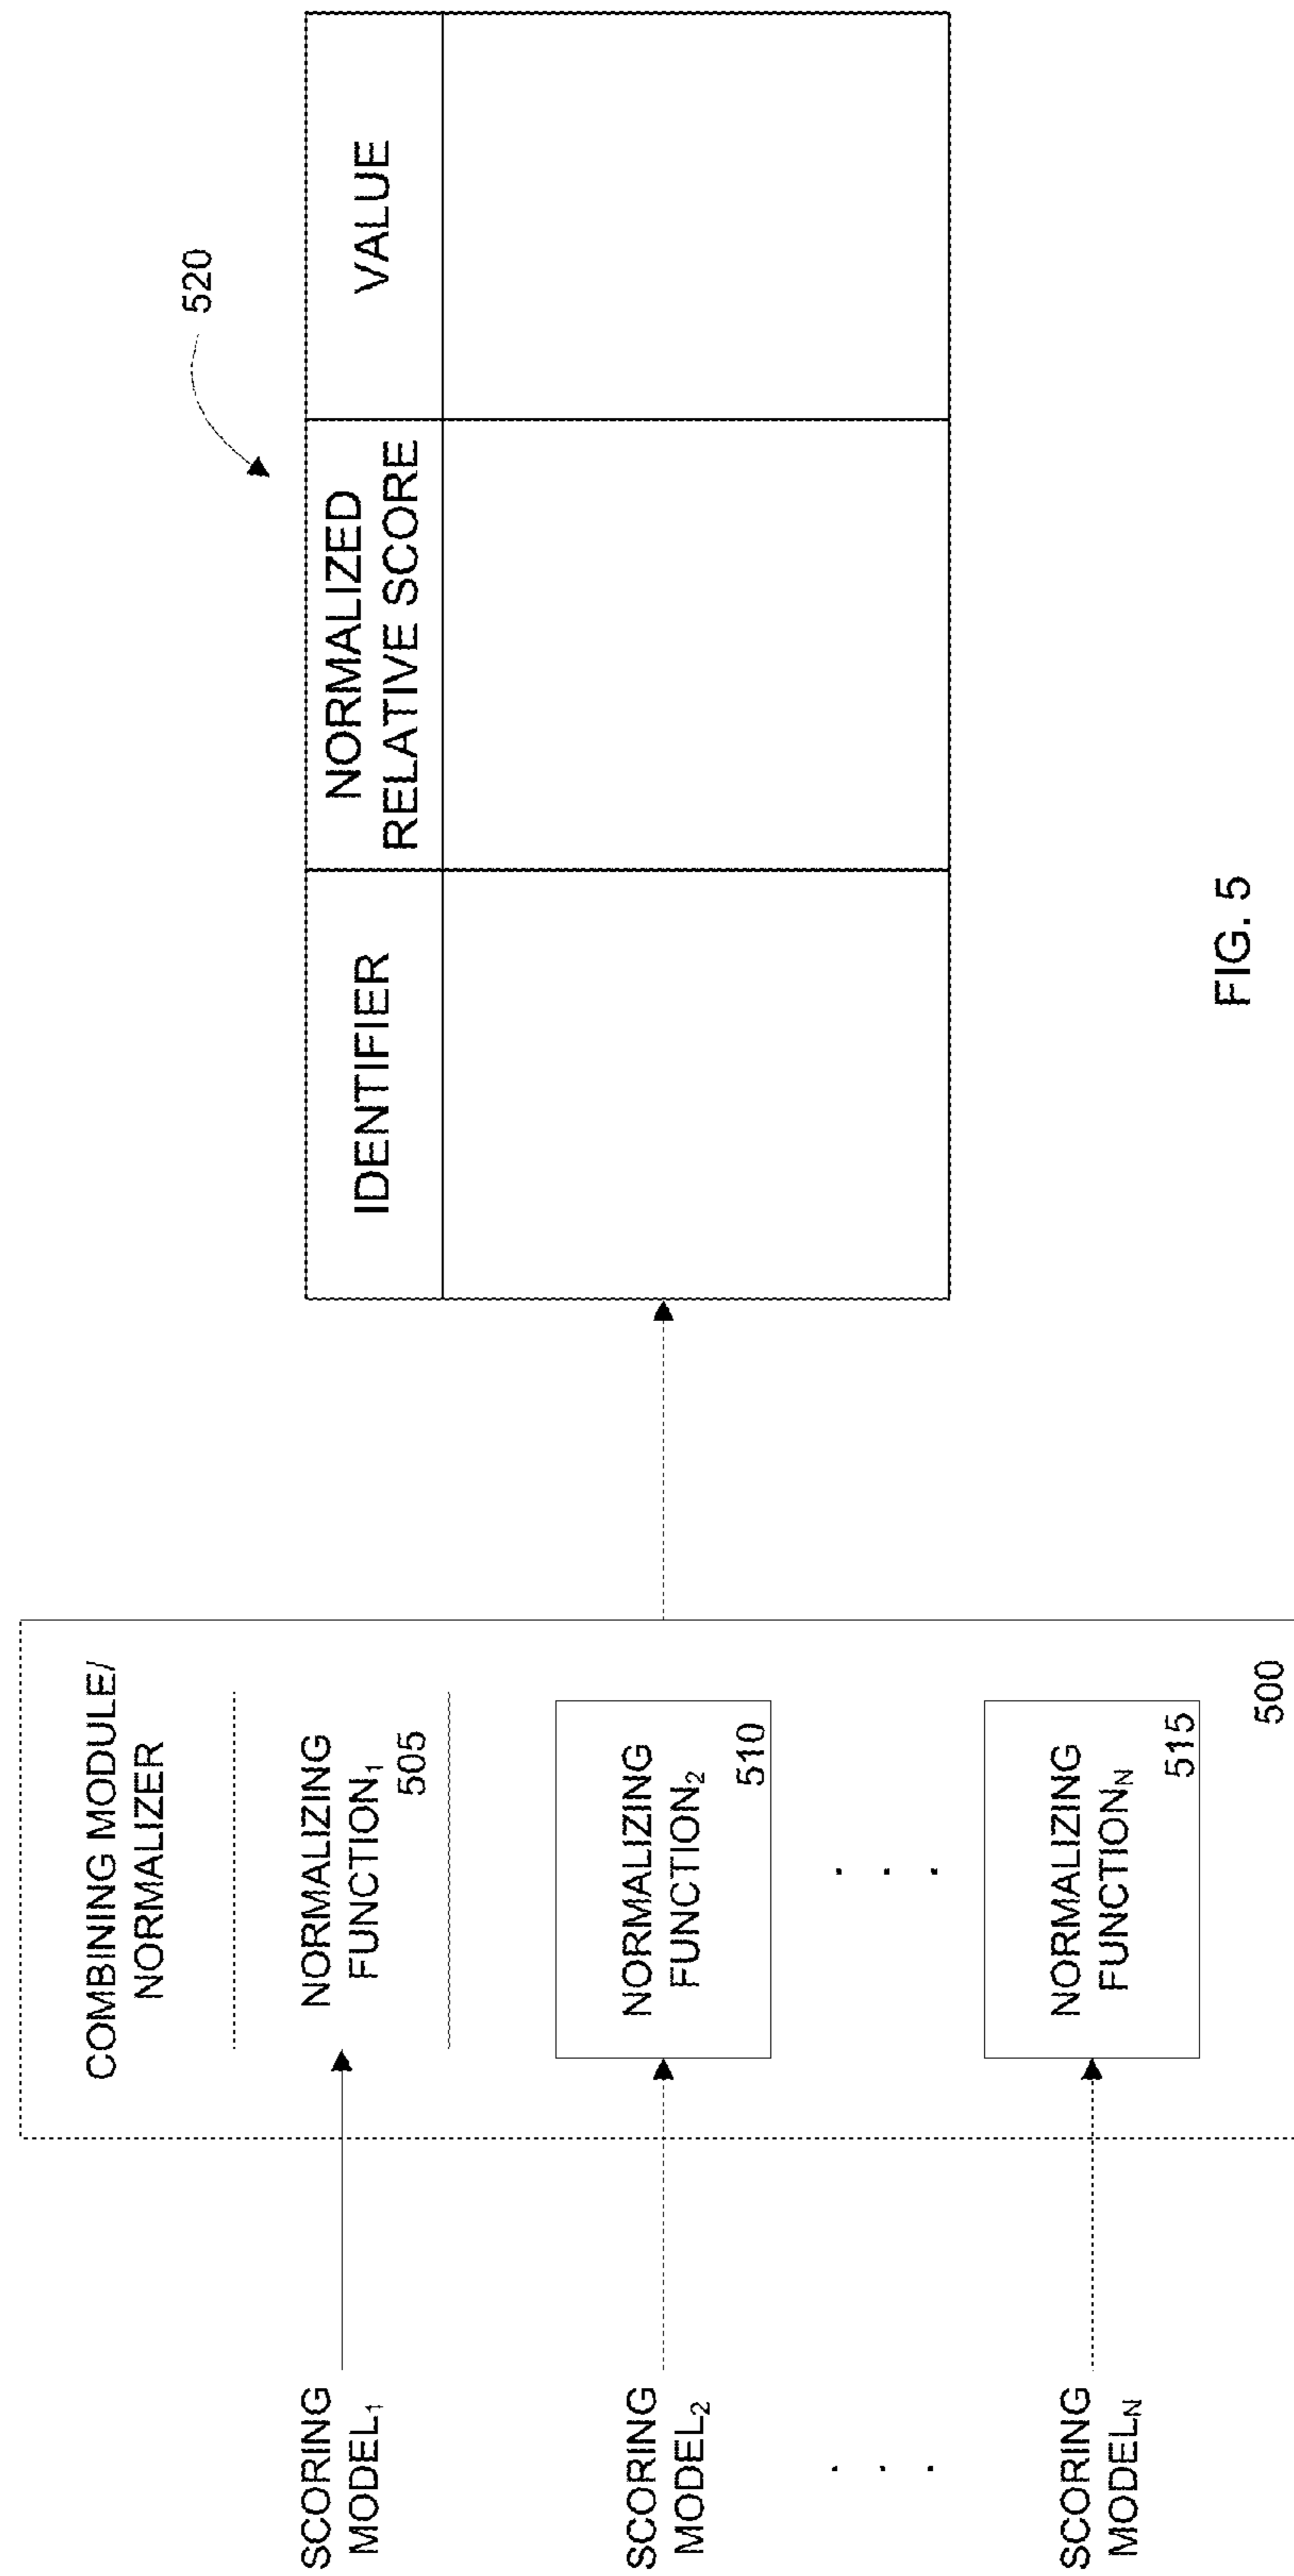 COMBINING MODULE/
NORMALIZER
SCORING
MODEL₁
NORMALIZING
FUNCTION₁
505
SCORING
MODEL₂
NORMALIZING
FUNCTION₂
510
. . .
. . .
SCORING
MODELN
NORMALIZING
FUNCTIONN
515
500
520
IDENTIFIER
NORMALIZED
RELATIVE SCORE
VALUE
FIG. 5